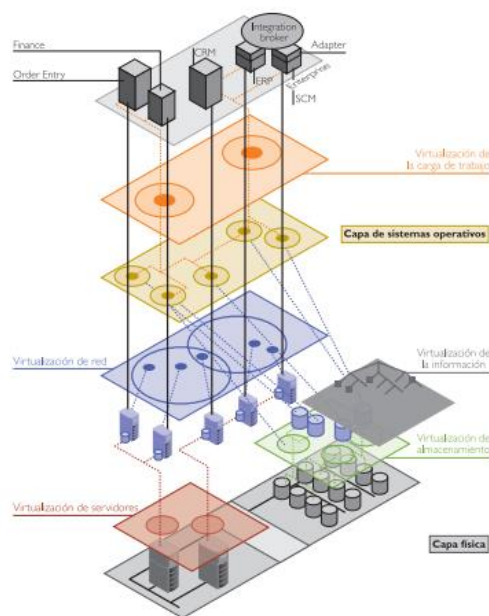 Integration
broker
Finance
CRM
Adapter
Order Entry
ERP
Enterprise
SCM
Virtualización de
la carga de trabajo
Capa de sistemas operativos
Virtualización de red
Virtualización de
la información
Virtualización de
almacenamiento
Virtualización de servidores
Capa física